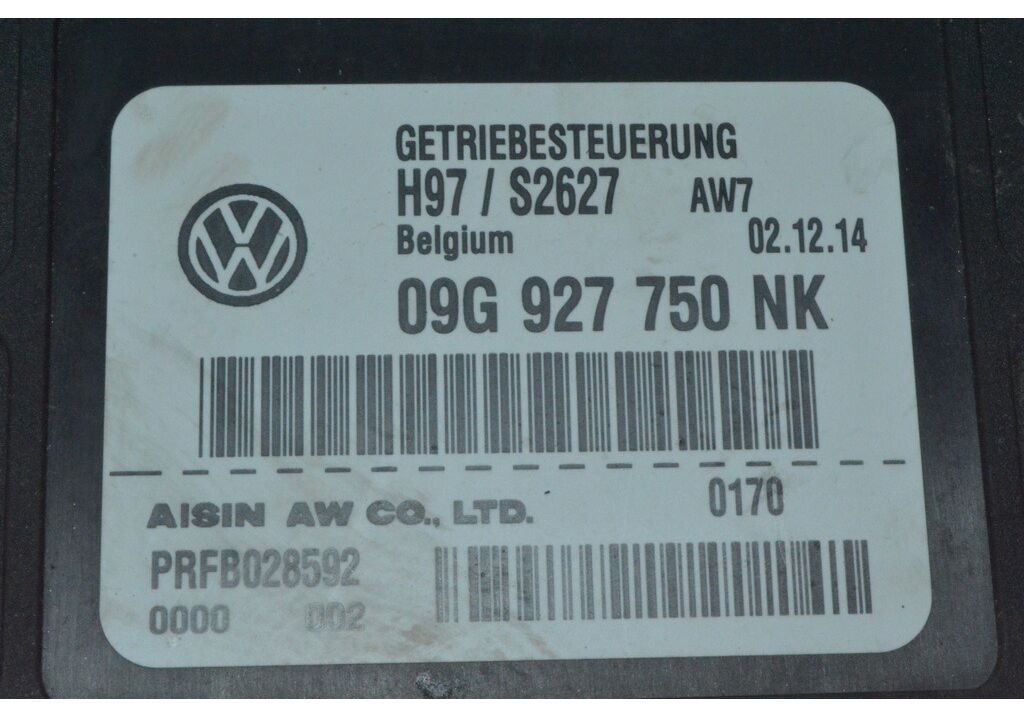 GETRIEBESTEUERUNG
H97 / S2627 AW7
Belgium 02.12.14
09G 927 750 NK
AISIN AW CO., LTD. 0170
PRFB028592
0000 002